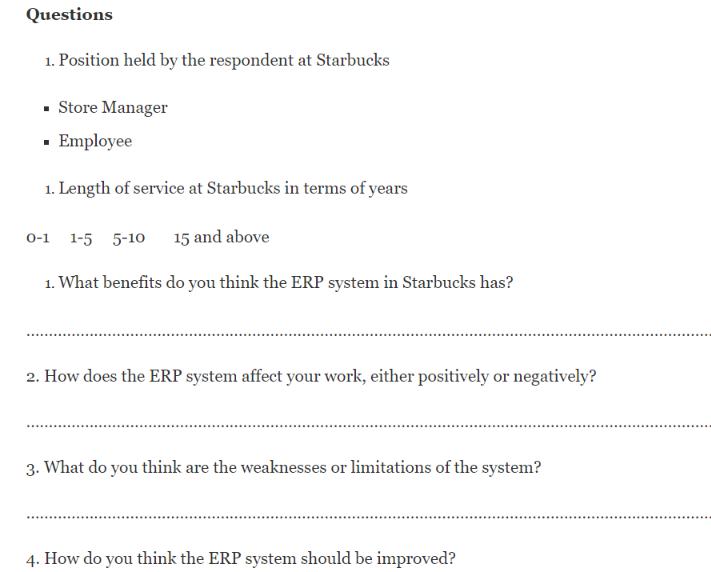 Questions
1. Position held by the respondent at Starbucks
▪ Store Manager
▪ Employee
1. Length of service at Starbucks in terms of years
0-1 1-5 5-10 15 and above
1. What benefits do you think the ERP system in Starbucks has?
................................................................................................................................................
2. How does the ERP system affect your work, either positively or negatively?
................................................................................................................................................
3. What do you think are the weaknesses or limitations of the system?
................................................................................................................................................
4. How do you think the ERP system should be improved?